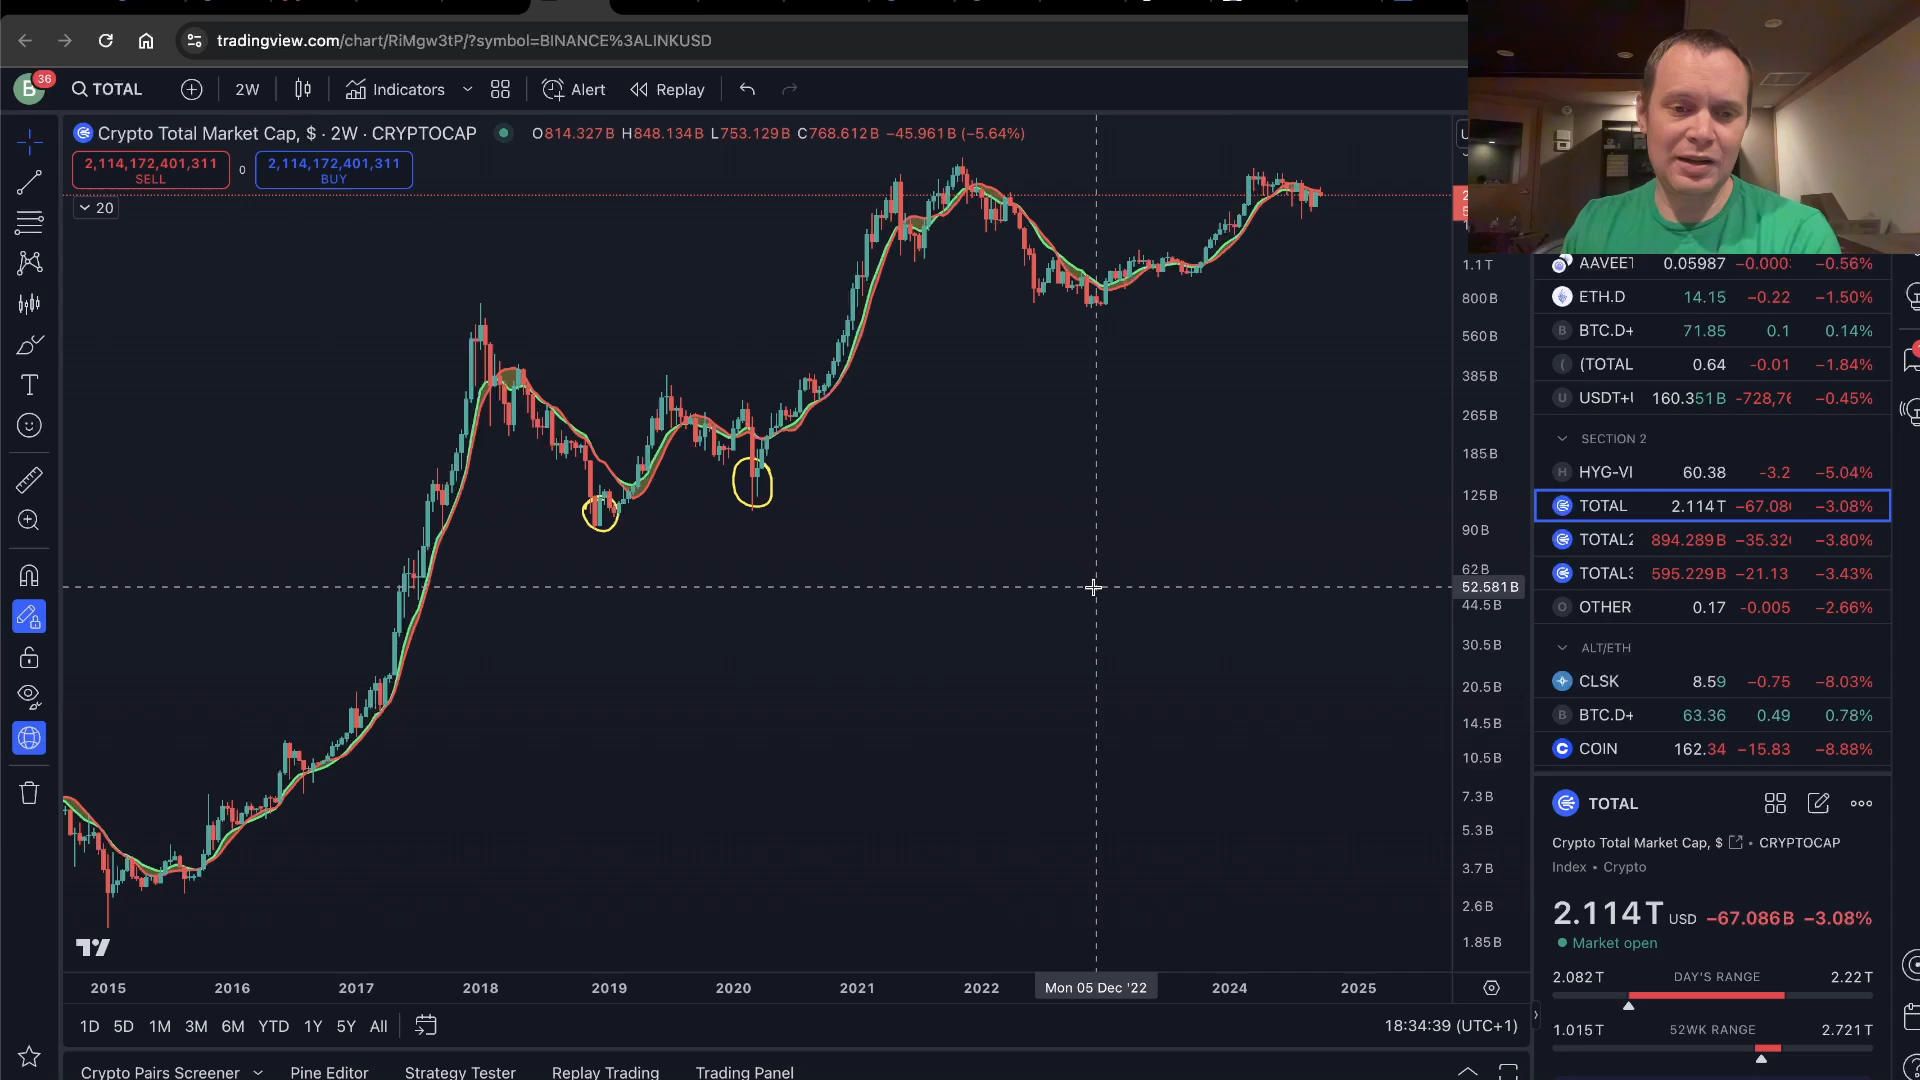 tradingview.com/chart/RiMgw3tP/?symbol=BINANCE%3ALINKUSD
B 36 TOTAL 2W Indicators Alert Replay
Crypto Total Market Cap, $ · 2W · CRYPTOCAP O814.327B H848.134B L753.129B C768.612B −45.961B (−5.64%)
2,114,172,401,311 SELL 0 2,114,172,401,311 BUY
20
1.1T
800B
560B
385B
265B
185B
125B
90B
62B
52.581B
44.5B
30.5B
20.5B
14.5B
10.5B
7.3B
5.3B
3.7B
2.6B
1.85B
2015 2016 2017 2018 2019 2020 2021 2022 Mon 05 Dec '22 2024 2025
1D 5D 1M 3M 6M YTD 1Y 5Y All 18:34:39 (UTC+1)
Crypto Pairs Screener Pine Editor Strategy Tester Replay Trading Trading Panel
AAVEET 0.05987 −0.000 −0.56%
ETH.D 14.15 −0.22 −1.50%
B BTC.D+ 71.85 0.1 0.14%
( (TOTAL 0.64 −0.01 −1.84%
U USDT+ 160.351B -728,76 −0.45%
SECTION 2
H HYG-VI 60.38 −3.2 −5.04%
TOTAL 2.114T −67.08 −3.08%
TOTAL2 894.289B −35.32 −3.80%
TOTAL3 595.229B −21.13 −3.43%
O OTHER 0.17 -0.005 −2.66%
ALT/ETH
CLSK 8.59 −0.75 −8.03%
B BTC.D+ 63.36 0.49 0.78%
COIN 162.34 −15.83 −8.88%
TOTAL
Crypto Total Market Cap, $ • CRYPTOCAP
Index • Crypto
2.114T USD −67.086B −3.08%
Market open
2.082T DAY'S RANGE 2.22T
1.015T 52WK RANGE 2.721T